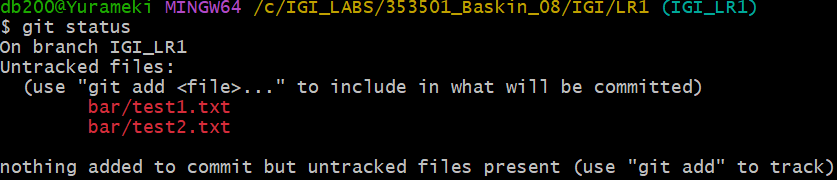 db200@Yurameki MINGW64 /c/IGI_LABS/353501_Baskin_08/IGI/LR1 (IGI_LR1)
$ git status
On branch IGI_LR1
Untracked files:
  (use "git add <file>..." to include in what will be committed)
        bar/test1.txt
        bar/test2.txt

nothing added to commit but untracked files present (use "git add" to track)